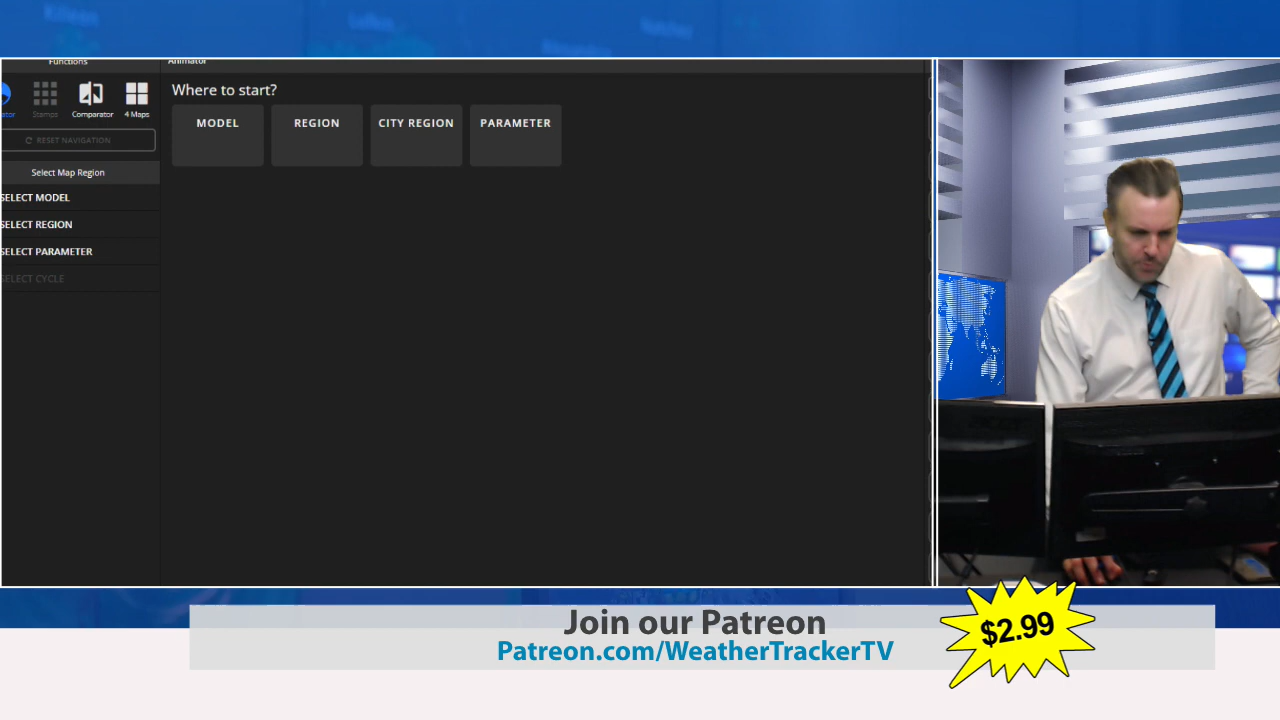 Functions
Animator
Stamps
Comparator
4 Maps
RESET NAVIGATION
Select Map Region
SELECT MODEL
SELECT REGION
SELECT PARAMETER
SELECT CYCLE
Where to start?
MODEL
REGION
CITY REGION
PARAMETER
Join our Patreon
Patreon.com/WeatherTrackerTV
$2.99